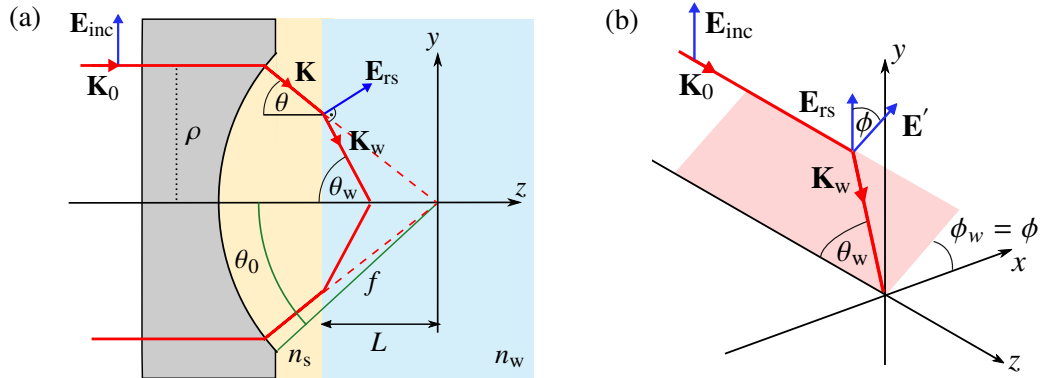 (a)
E_inc
K_0
ρ
θ
K
E_rs
K_w
θ_w
y
z
θ_0
f
L
n_s
n_w
(b)
E_inc
K_0
E_rs
ϕ
E′
y
K_w
θ_w
ϕ_w = ϕ
x
z